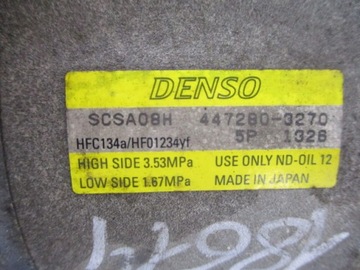 DENSO
SCSA08H 447280-3270
5P 1326
HFC134a/HFO1234yf
HIGH SIDE 3.53MPa USE ONLY ND-OIL 12
LOW SIDE 1.67MPa MADE IN JAPAN